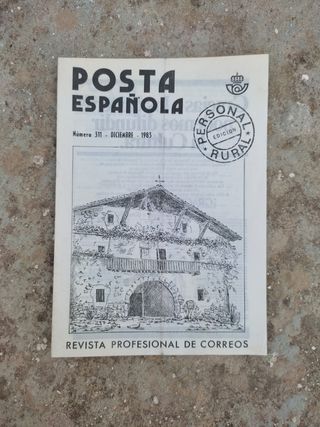 POSTA
ESPAÑOLA
Número 311 - DICIEMBRE - 1985
PERSONAL
EDICION
RURAL
REVISTA PROFESIONAL DE CORREOS